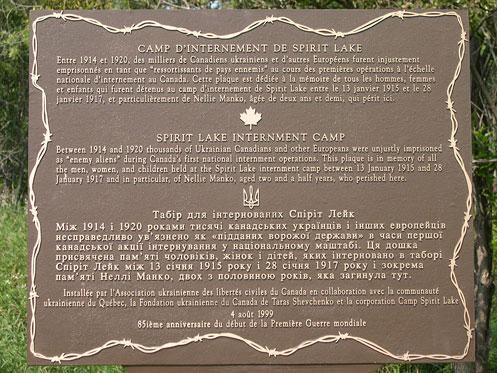 CAMP D'INTERNEMENT DE SPIRIT LAKE
Entre 1914 et 1920, des milliers de Canadiens ukrainiens et d'autres Européens furent injustement
emprisonnés en tant que "ressortissants de pays ennemis" au cours des premières opérations à l'échelle
nationale d'internement au Canada. Cette plaque est dédiée à la mémoire de tous les hommes, femmes
et enfants qui furent détenus au camp d'internement de Spirit Lake entre le 13 janvier 1915 et le 28
janvier 1917, et particulièrement de Nellie Manko, âgée de deux ans et demi, qui périt ici.
SPIRIT LAKE INTERNMENT CAMP
Between 1914 and 1920 thousands of Ukrainian Canadians and other Europeans were unjustly imprisoned
as "enemy aliens" during Canada's first national internment operations. This plaque is in memory of all
the men, women, and children held at the Spirit Lake internment camp between 13 January 1915 and 28
January 1917 and in particular, of Nellie Manko, aged two and a half years, who perished here.
Табір для інтернованих Спіріт Лейк
Між 1914 і 1920 роками тисячі канадських українців і інших європейців
несправедливо ув'язнено як «підданих ворожої держави» в часи першої
канадської акції інтернування у національному маштабі. Ця дошка
присвячена пам'яті чоловіків, жінок і дітей, яких интерновано в таборі
Спіріт Лейк між 13 січня 1915 року і 28 січня 1917 року і зокрема
пам'яті Неллі Манко, двох з половиною років, яка загинула тут.
Installée par l'Association ukrainienne des libertés civiles du Canada en collaboration avec la communauté
ukrainienne du Québec, la Fondation ukrainienne du Canada de Taras Shevchenko et la corporation Camp Spirit Lake
4 août 1999
85ième anniversaire du début de la Première Guerre mondiale